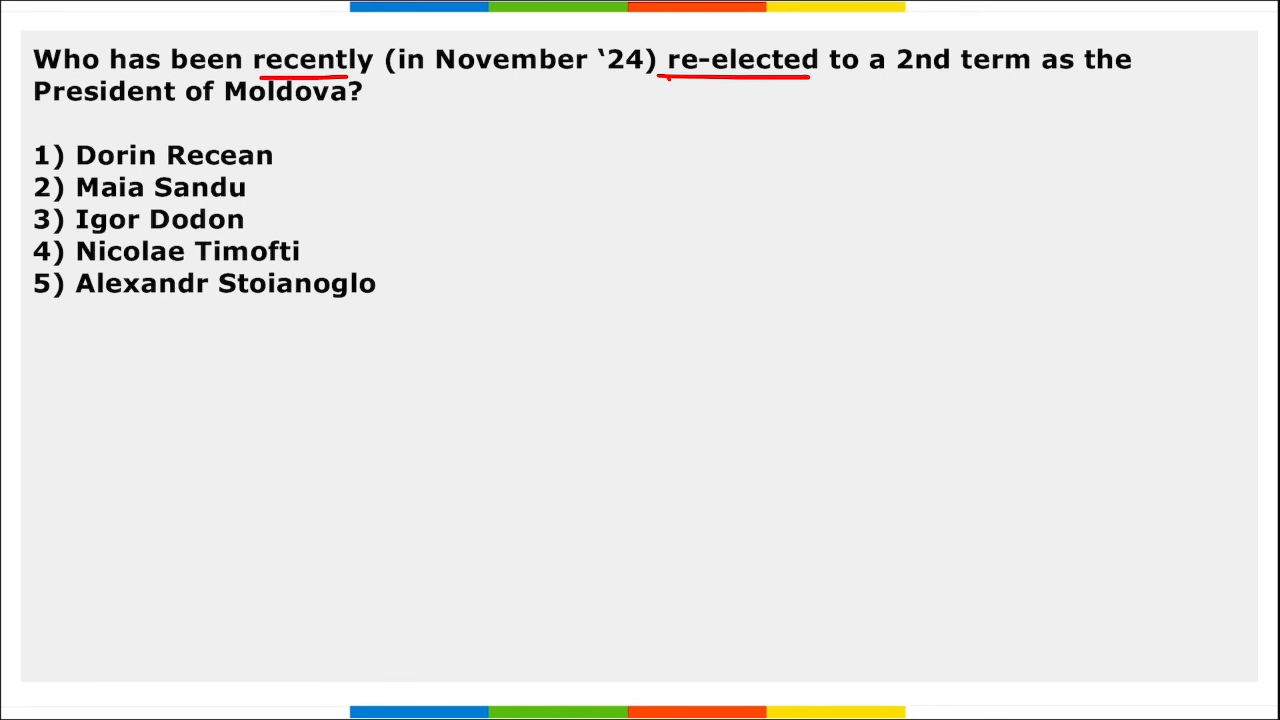 Who has been recently (in November ‘24) re-elected to a 2nd term as the
President of Moldova?
1) Dorin Recean
2) Maia Sandu
3) Igor Dodon
4) Nicolae Timofti
5) Alexandr Stoianoglo